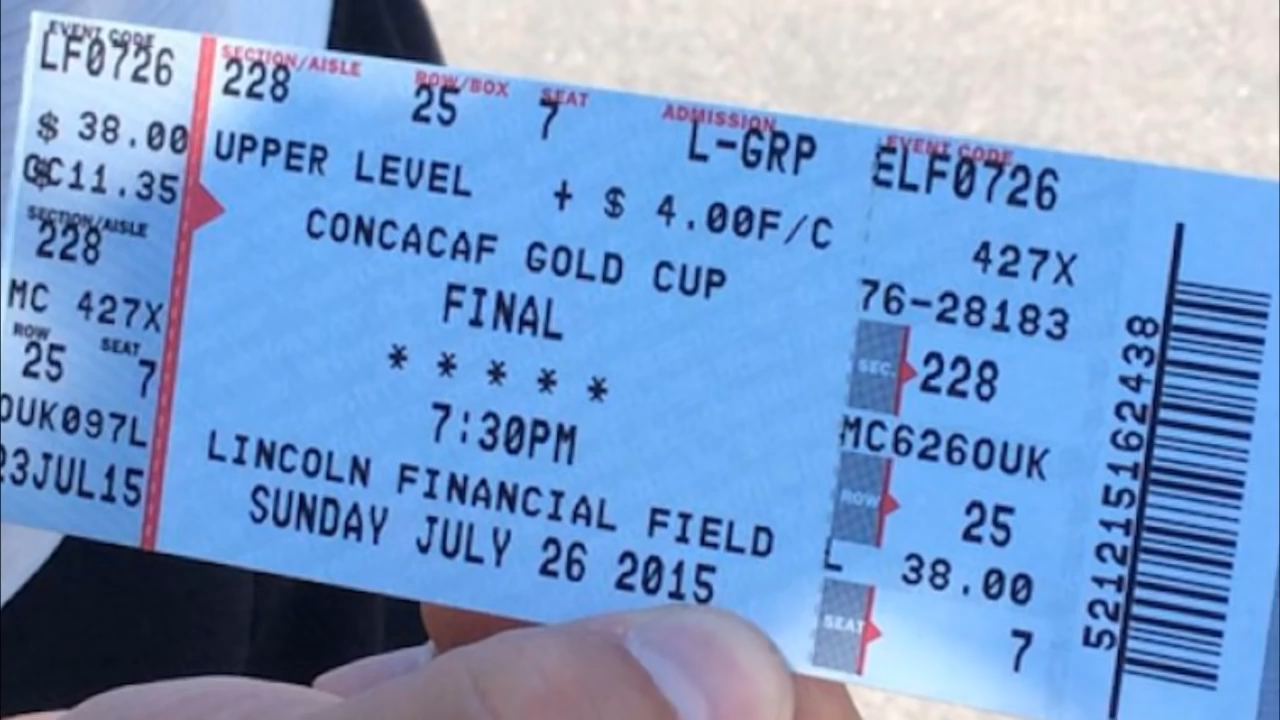 EVENT CODE
LF0726
$ 38.00
11.35
SECTION/AISLE
228
MC 427X
ROW SEAT
25 7
OUK097L
23JUL15
SECTION/AISLE ROW/BOX SEAT ADMISSION
228 25 7 L-GRP
UPPER LEVEL + $ 4.00F/C
CONCACAF GOLD CUP
FINAL
* * * * *
7:30PM
LINCOLN FINANCIAL FIELD
SUNDAY JULY 26 2015
EVENT CODE
ELF0726
427X
76-28183
SEC. 228
MC6260UK
ROW 25
L 38.00
SEAT 7
521215162438